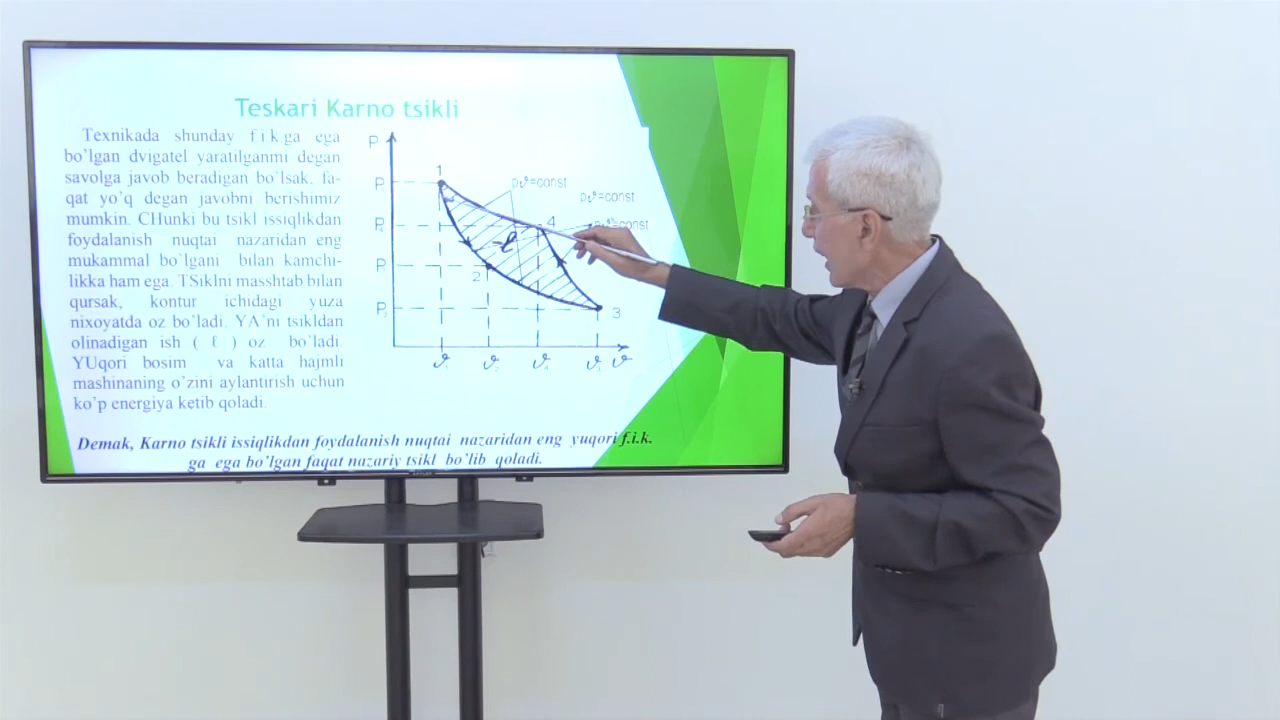 Teskari Karno tsikli
Texnikada shunday f.i.k ga ega
bo'lgan dvigatel yaratilganmi degan
savolga javob beradigan bo'lsak, fa-
qat yo'q degan javobni berishimiz
mumkin. CHunki bu tsikl issiqlikdan
foydalanish nuqtai nazaridan eng
mukammal bo'lgani bilan kamchi-
likka ham ega. TSiklni masshtab bilan
qursak, kontur ichidagi yuza
nixoyatda oz bo'ladi. YA'ni tsikldan
olinadigan ish ( ℓ ) oz bo'ladi
YUqori bosim va katta hajmli
mashinaning o'zini aylantirish uchun
ko'p energiya ketib qoladi.
P
1
P
P
P
P
4
-ℓ
2
3
=const
=const
=const
Demak, Karno tsikli issiqlikdan foydalanish nuqtai nazaridan eng yuqori f.i.k.
ga ega bo'lgan faqat nazariy tsikl bo'lib qoladi.